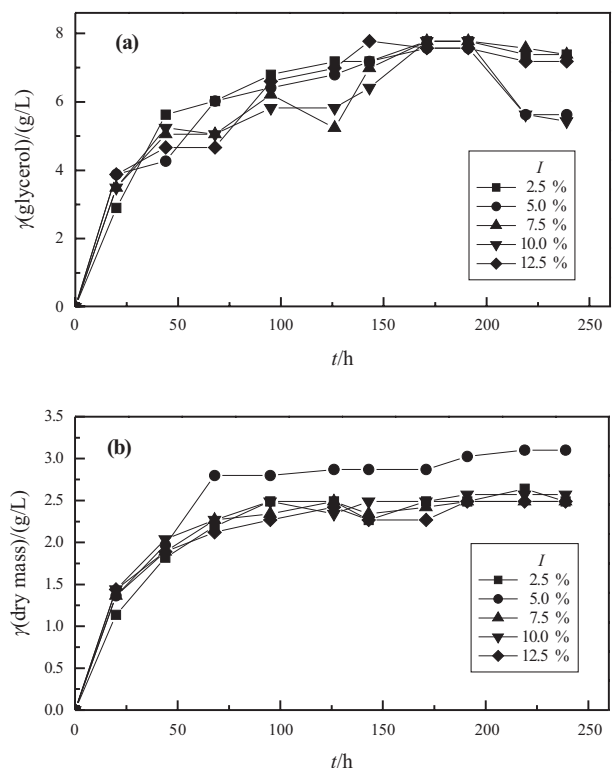 (a)
γ(glycerol)/(g/L)
8
6
4
2
0
I
2.5 %
5.0 %
7.5 %
10.0 %
12.5 %
0 50 100 150 200 250
t/h
(b)
γ(dry mass)/(g/L)
3.5
3.0
2.5
2.0
1.5
1.0
0.5
0.0
I
2.5 %
5.0 %
7.5 %
10.0 %
12.5 %
0 50 100 150 200 250
t/h